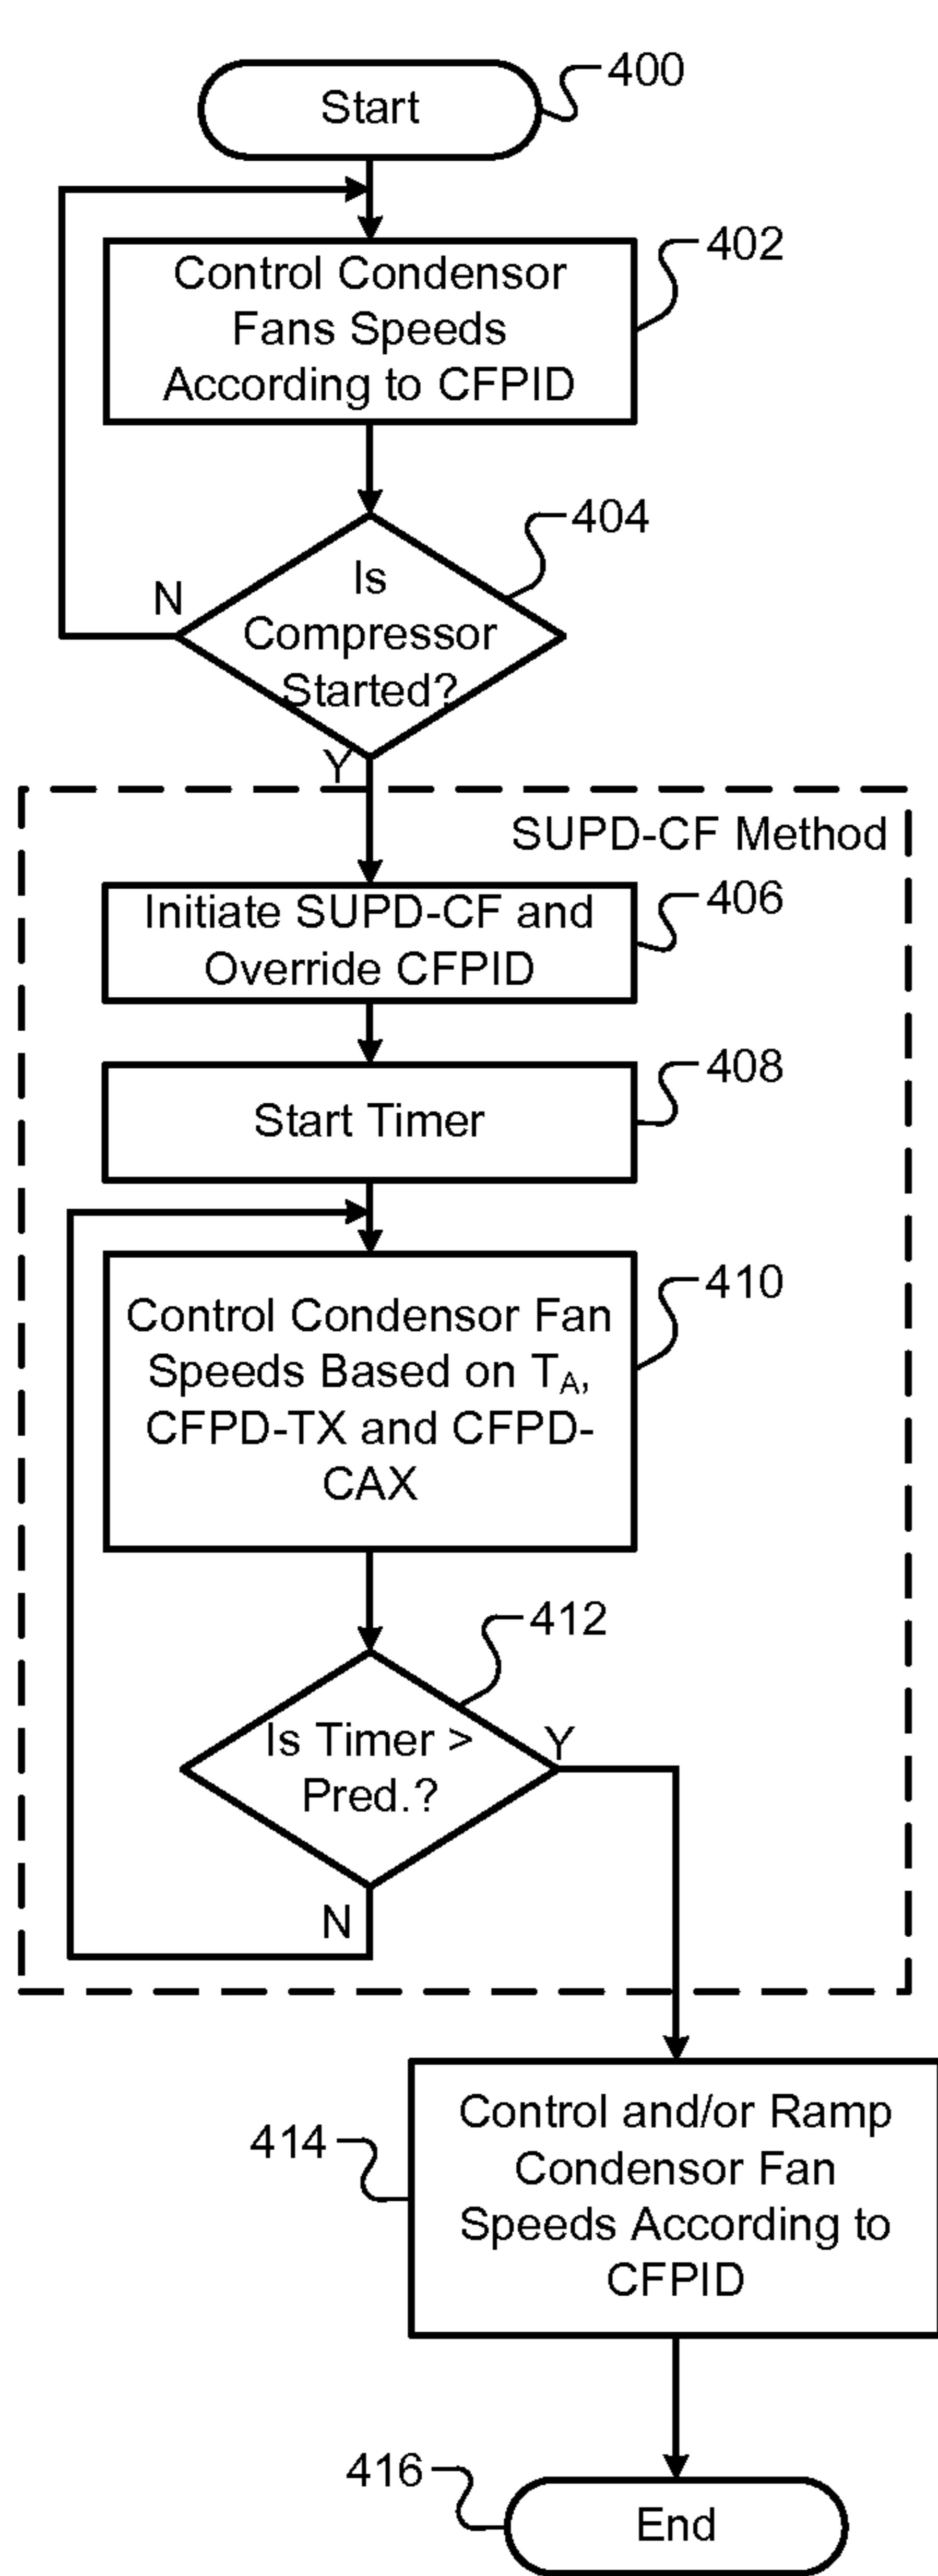 Start
400
Control Condensor
Fans Speeds
According to CFPID
402
404
Is
Compressor
Started?
N
Y
SUPD-CF Method
Initiate SUPD-CF and
Override CFPID
406
Start Timer
408
Control Condensor Fan
Speeds Based on TA,
CFPD-TX and CFPD-
CAX
410
412
Is Timer >
Pred.?
Y
N
Control and/or Ramp
Condensor Fan
Speeds According to
CFPID
414
416
End